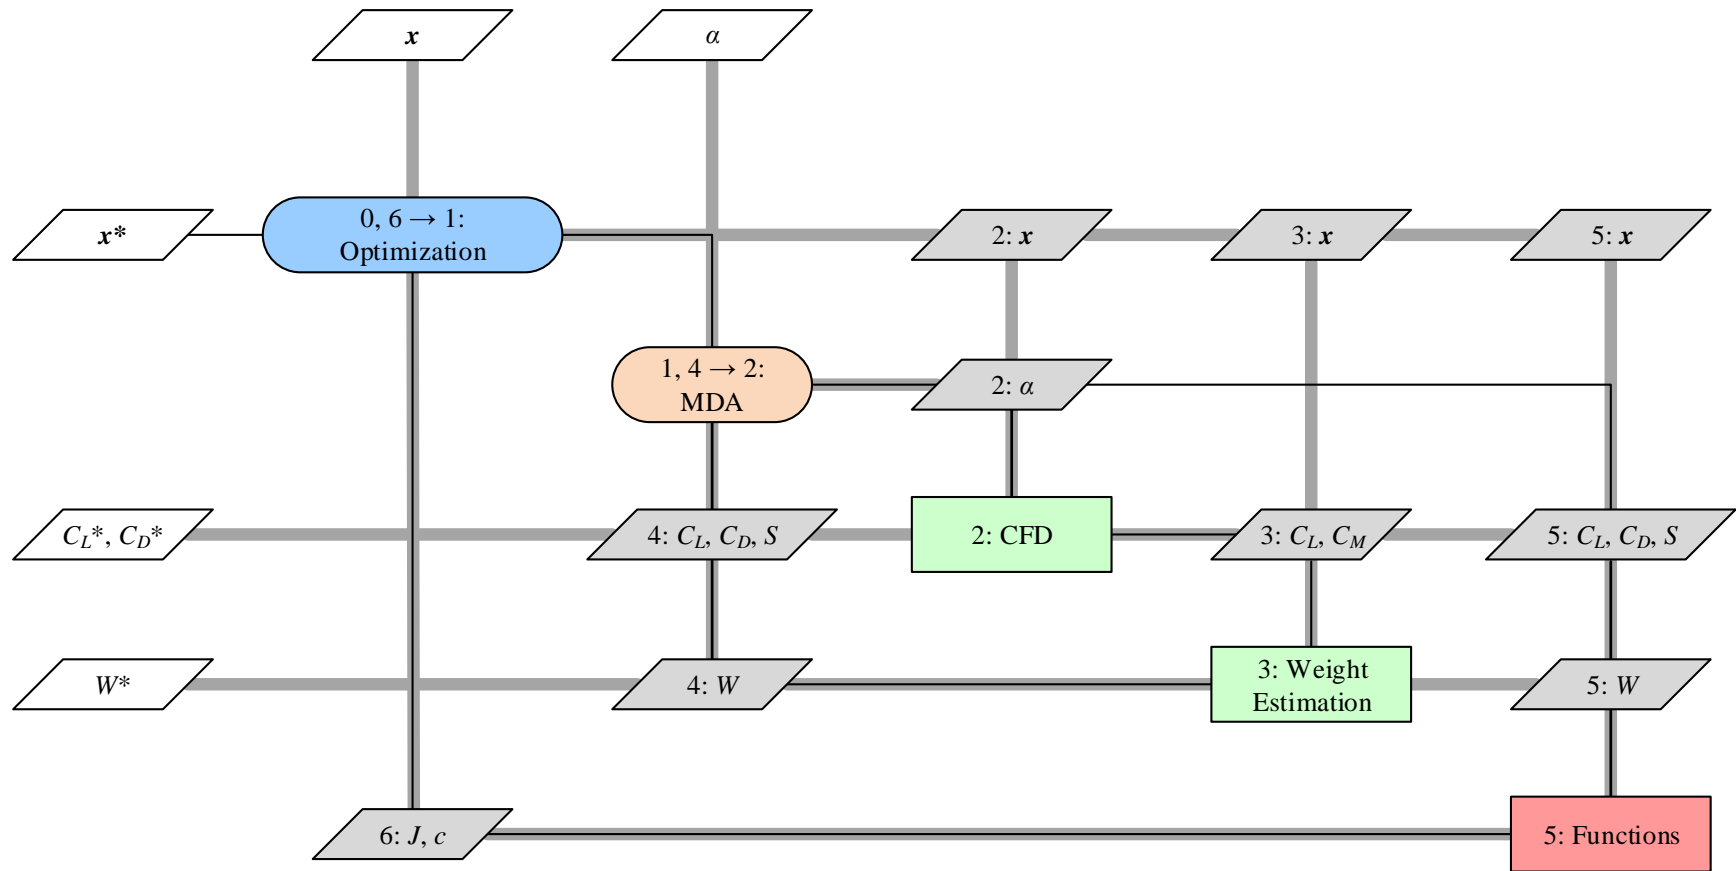 x
α
x*
0, 6 → 1:
Optimization
2: x
3: x
5: x
1, 4 → 2:
MDA
2: α
C_L*, C_D*
4: C_L, C_D, S
2: CFD
3: C_L, C_M
5: C_L, C_D, S
W*
4: W
3: Weight
Estimation
5: W
6: J, c
5: Functions